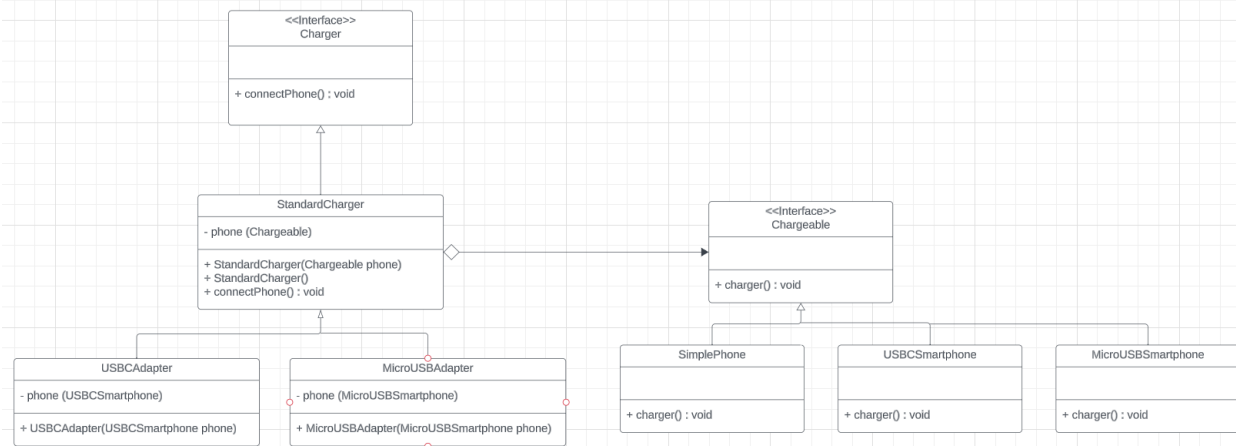 <<Interface>>
Charger
+ connectPhone() : void
StandardCharger
- phone (Chargeable)
+ StandardCharger(Chargeable phone)
+ StandardCharger()
+ connectPhone() : void
<<Interface>>
Chargeable
+ charger() : void
USBCAdapter
- phone (USBCSmartphone)
+ USBCAdapter(USBCSmartphone phone)
MicroUSBAdapter
- phone (MicroUSBSmartphone)
+ MicroUSBAdapter(MicroUSBSmartphone phone)
SimplePhone
+ charger() : void
USBCSmartphone
+ charger() : void
MicroUSBSmartphone
+ charger() : void